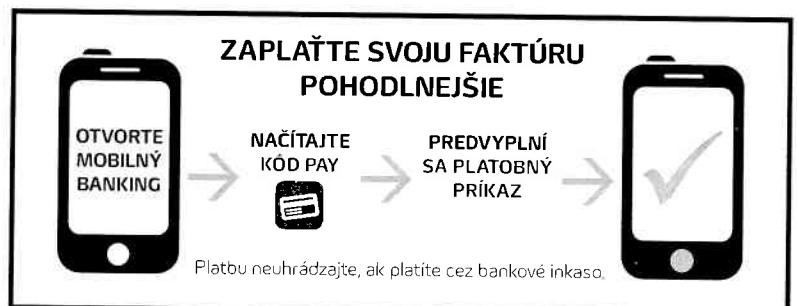 ZAPLAŤTE SVOJU FAKTÚRU
POHODLNEJŠIE
OTVORTE
MOBILNÝ
BANKING
NAČÍTAJTE
KÓD PAY
PREDVYPLNÍ
SA PLATOBNÝ
PRÍKAZ
Platbu neuhrádzajte, ak platíte cez bankové inkaso.